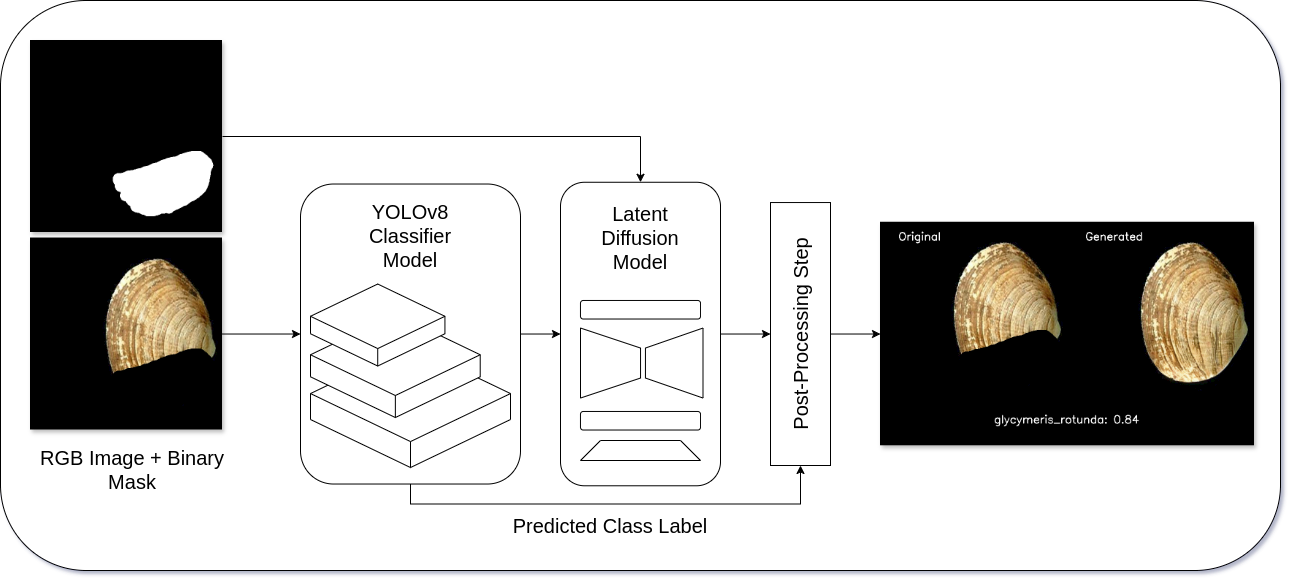 YOLOv8
Classifier
Model
Latent
Diffusion
Model
Post-Processing Step
Original
Generated
glycymeris_rotunda: 0.84
RGB Image + Binary
Mask
Predicted Class Label